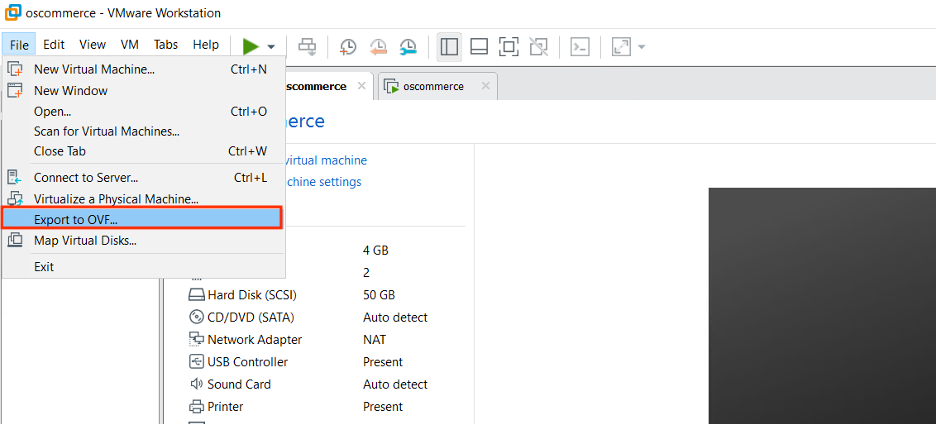 oscommerce - VMware Workstation
File Edit View VM Tabs Help
New Virtual Machine... Ctrl+N
New Window
Open... Ctrl+O
Scan for Virtual Machines...
Close Tab Ctrl+W
Connect to Server... Ctrl+L
Virtualize a Physical Machine...
Export to OVF...
Map Virtual Disks...
Exit
scommerce
oscommerce
erce
virtual machine
chine settings
4 GB
2
Hard Disk (SCSI) 50 GB
CD/DVD (SATA) Auto detect
Network Adapter NAT
USB Controller Present
Sound Card Auto detect
Printer Present